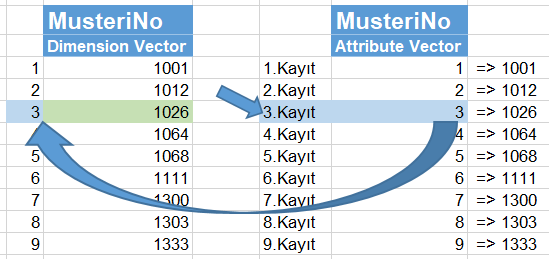 MusteriNo MusteriNo
Dimension Vector Attribute Vector
1 1001 1.Kayıt 1 => 1001
2 1012 2.Kayıt 2 => 1012
3 1026 3.Kayıt 3 => 1026
4 1064 4.Kayıt 4 => 1064
5 1068 5.Kayıt 5 => 1068
6 1111 6.Kayıt 6 => 1111
7 1300 7.Kayıt 7 => 1300
8 1303 8.Kayıt 8 => 1303
9 1333 9.Kayıt 9 => 1333